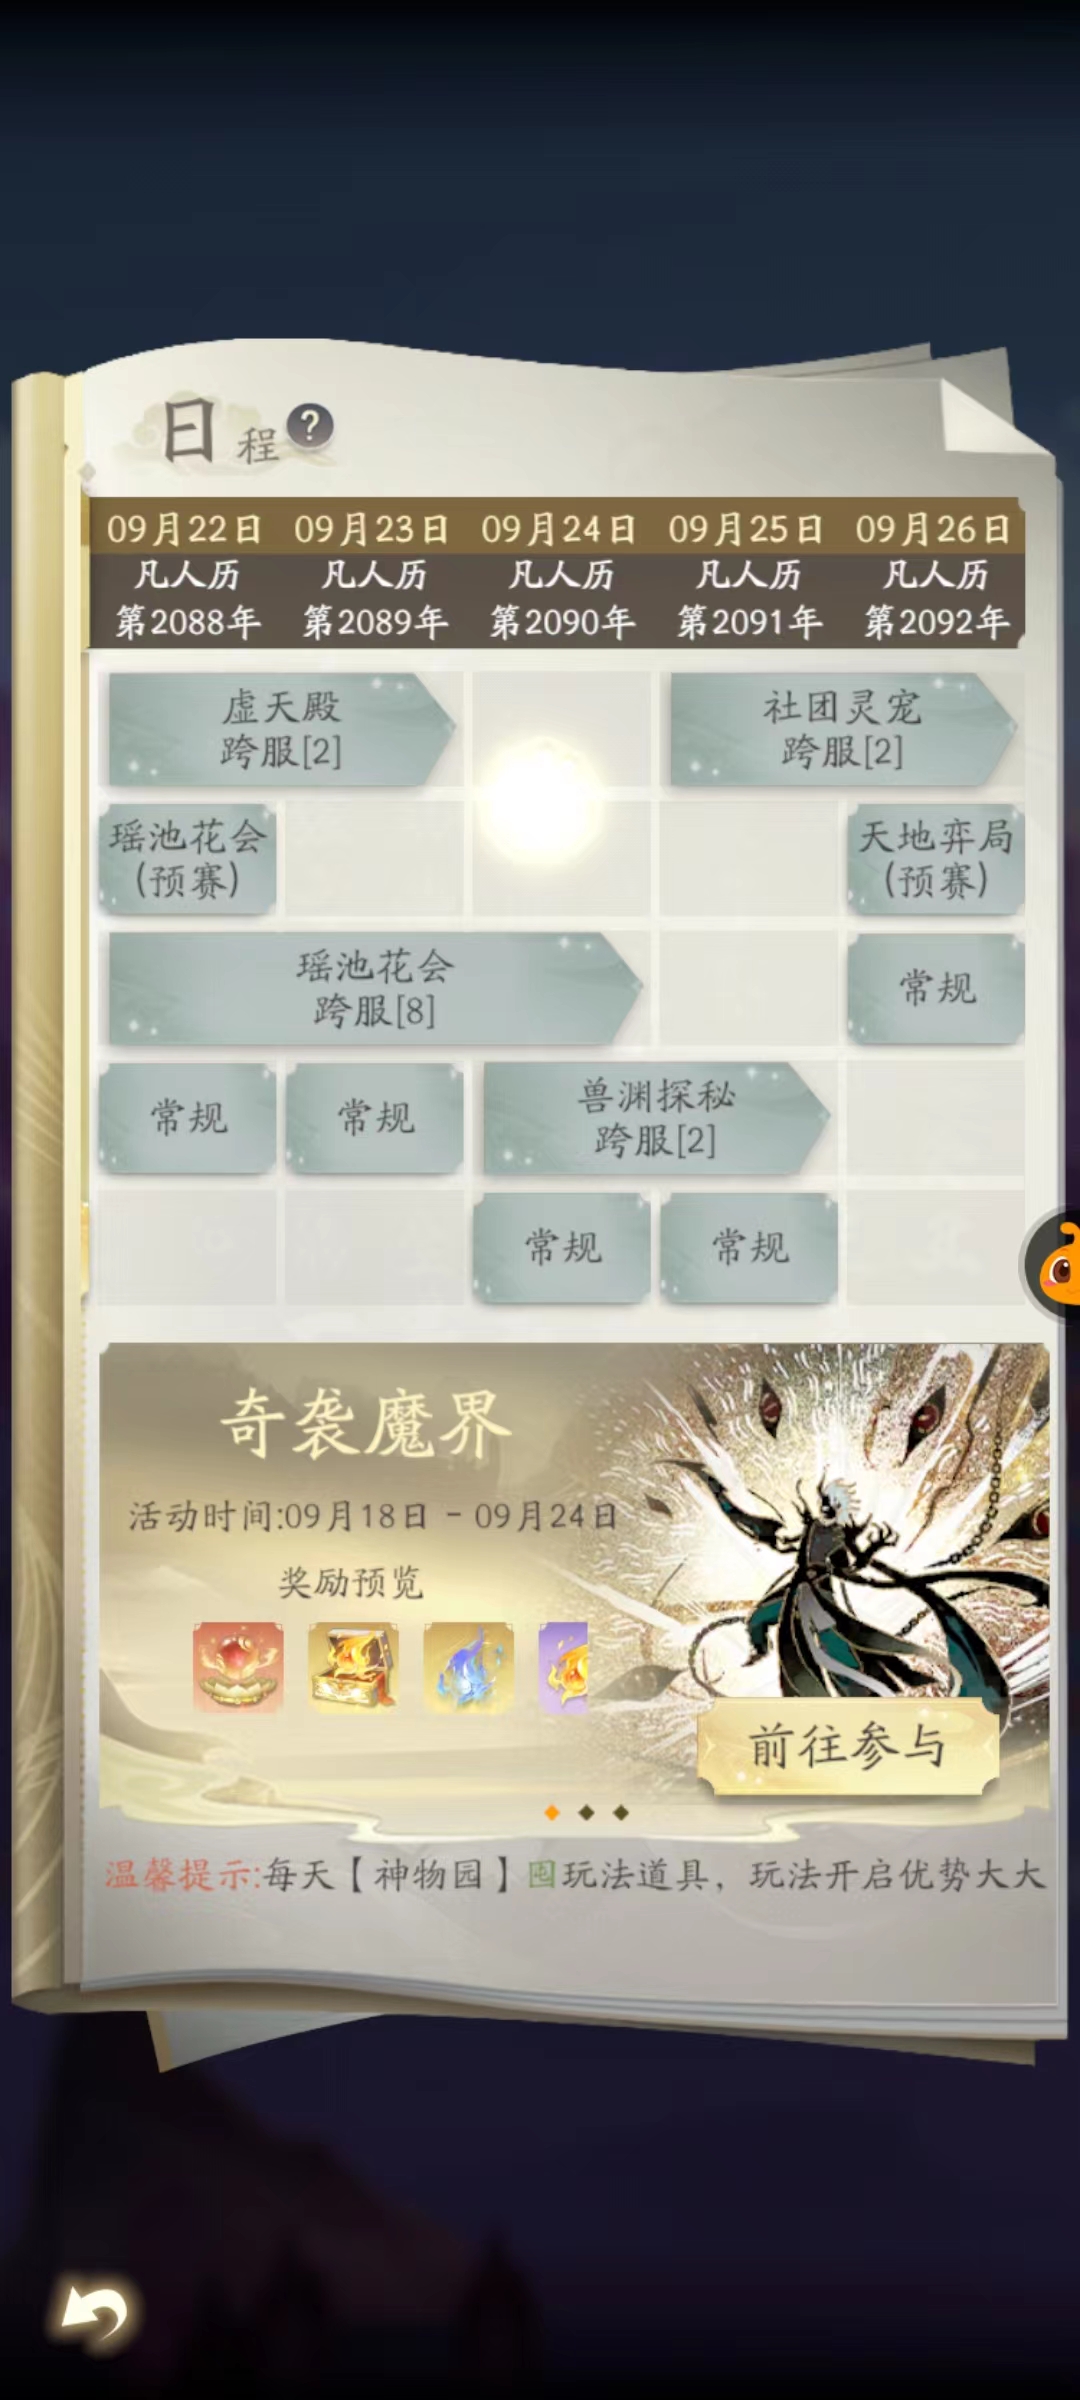 日程
?
09月22日 09月23日 09月24日 09月25日 09月26日
凡人历 凡人历 凡人历 凡人历 凡人历
第2088年 第2089年 第2090年 第2091年 第2092年
虚天殿 社团灵宠
跨服[2] 跨服[2]
瑶池花会 天地弈局
(预赛) (预赛)
瑶池花会
跨服[8]
常规
常规 常规
兽渊探秘
跨服[2]
常规 常规
奇袭魔界
活动时间:09月18日 - 09月24日
奖励预览
前往参与
温馨提示:每天【神物园】囤玩法道具，玩法开启优势大大